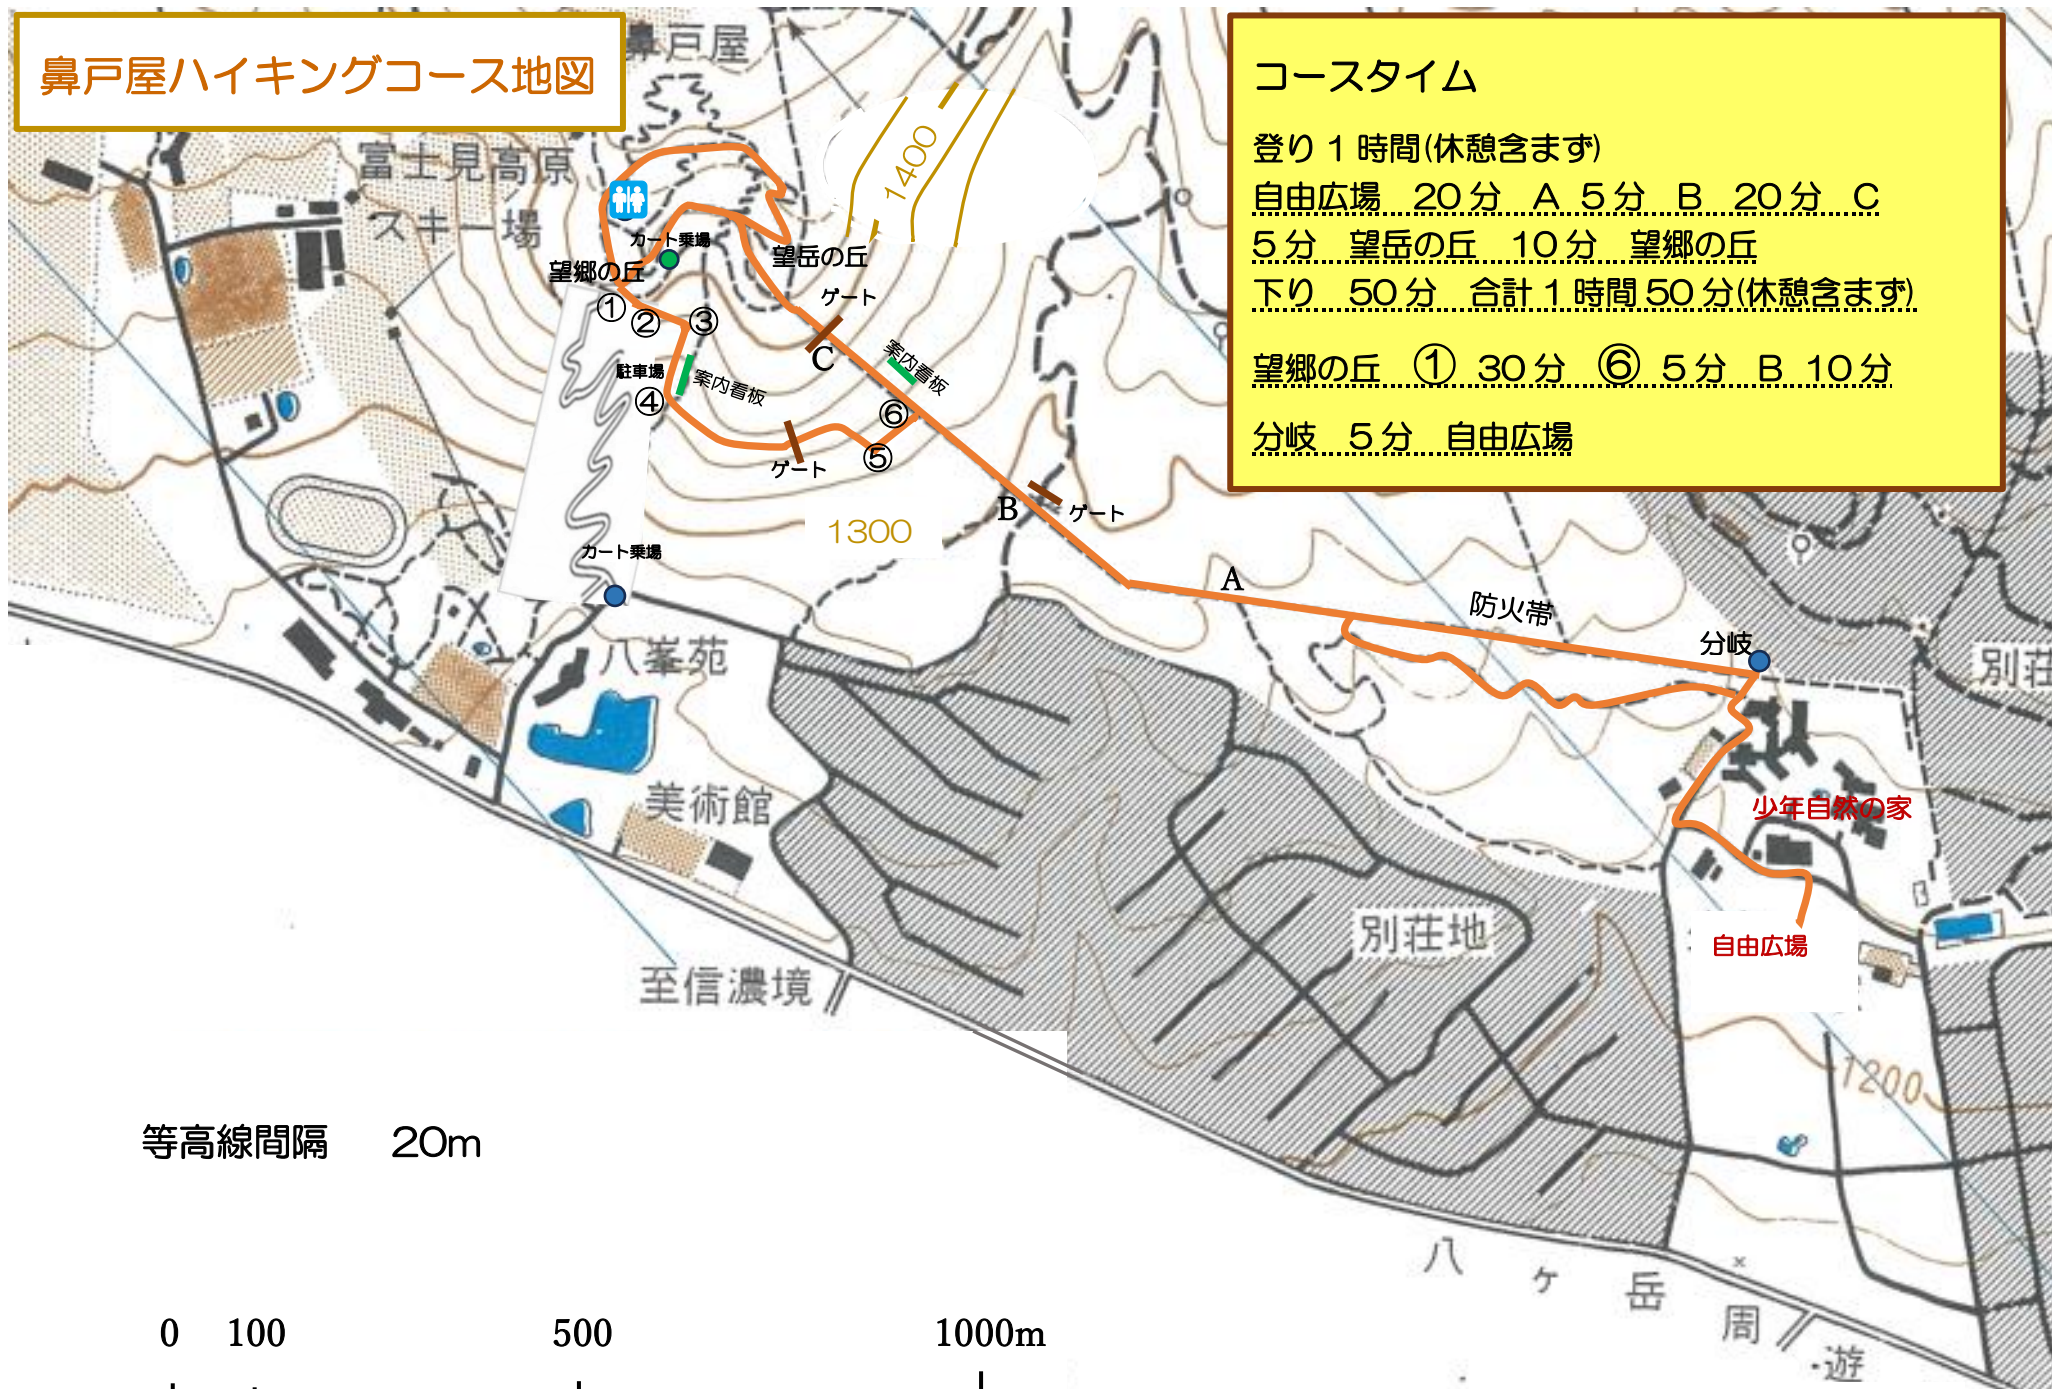 鼻戸屋ハイキングコース地図
鼻戸屋
コースタイム
登り1時間(休憩含まず)
自由広場 20分 A 5分 B 20分 C
5分 望岳の丘 10分 望郷の丘
下り 50分 合計1時間50分(休憩含まず)
望郷の丘 ① 30分 ⑥ 5分 B 10分
分岐 5分 自由広場
富士見高原
スキー場
1400
カート乗場
望郷の丘
望岳の丘
ゲート
① ② ③
C
案内看板
駐車場
案内看板
④
⑥
⑤
ゲート
B
ゲート
1300
カート乗場
A
防火帯
分岐
八峯苑
別荘
美術館
少年自然の家
別荘地
自由広場
至信濃境
1200
等高線間隔 20m
八ヶ岳周遊
0 100 500 1000m